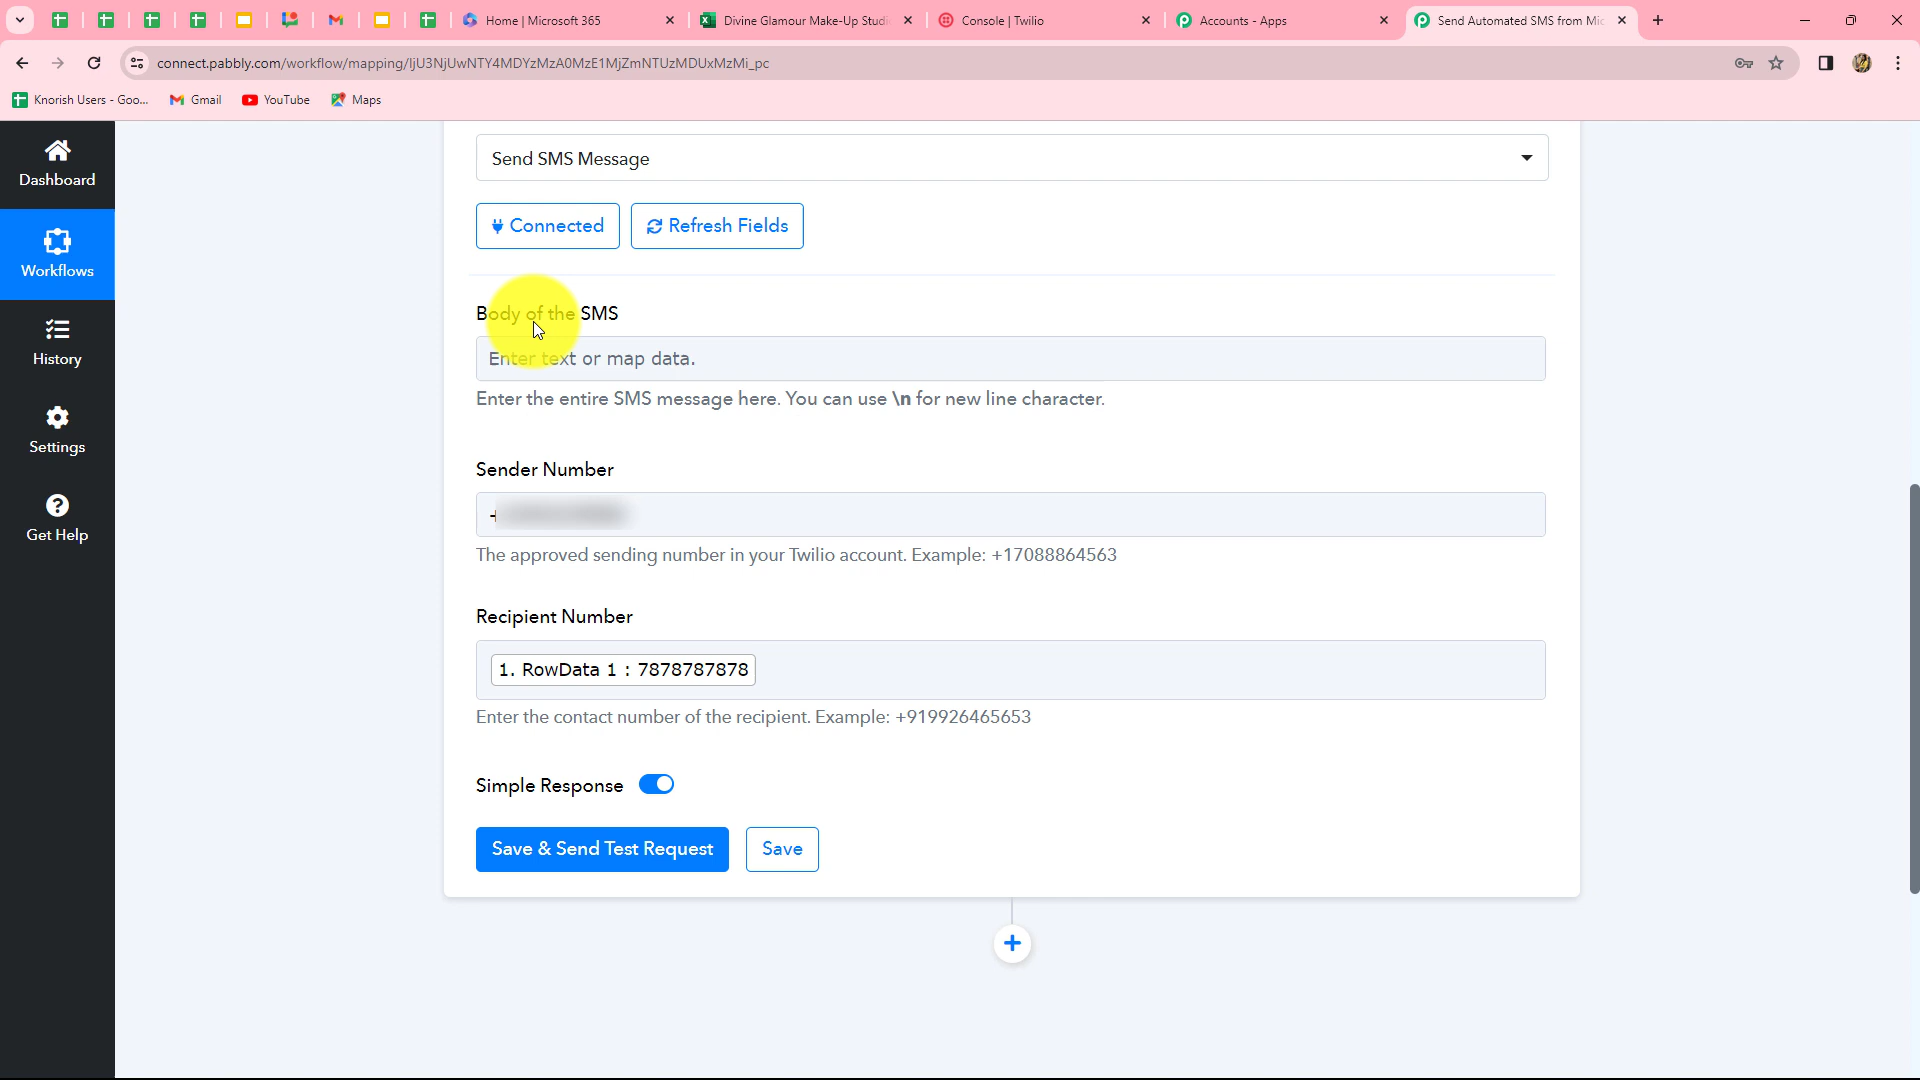 Home | Microsoft 365
Divine Glamour Make-Up Studi
Console | Twilio
Accounts - Apps
Send Automated SMS from Mic
connect.pabbly.com/workflow/mapping/IjU3NjUwNTY4MDYzMzA0MzE1MjZmNTUzMDUxMzMi_pc
Knorish Users - Goo...
Gmail
YouTube
Maps
Dashboard
Workflows
History
Settings
Get Help
Send SMS Message
Connected
Refresh Fields
Body of the SMS
Enter text or map data.
Enter the entire SMS message here. You can use \n for new line character.
Sender Number
+
The approved sending number in your Twilio account. Example: +17088864563
Recipient Number
1. RowData 1 : 7878787878
Enter the contact number of the recipient. Example: +919926465653
Simple Response
Save & Send Test Request
Save